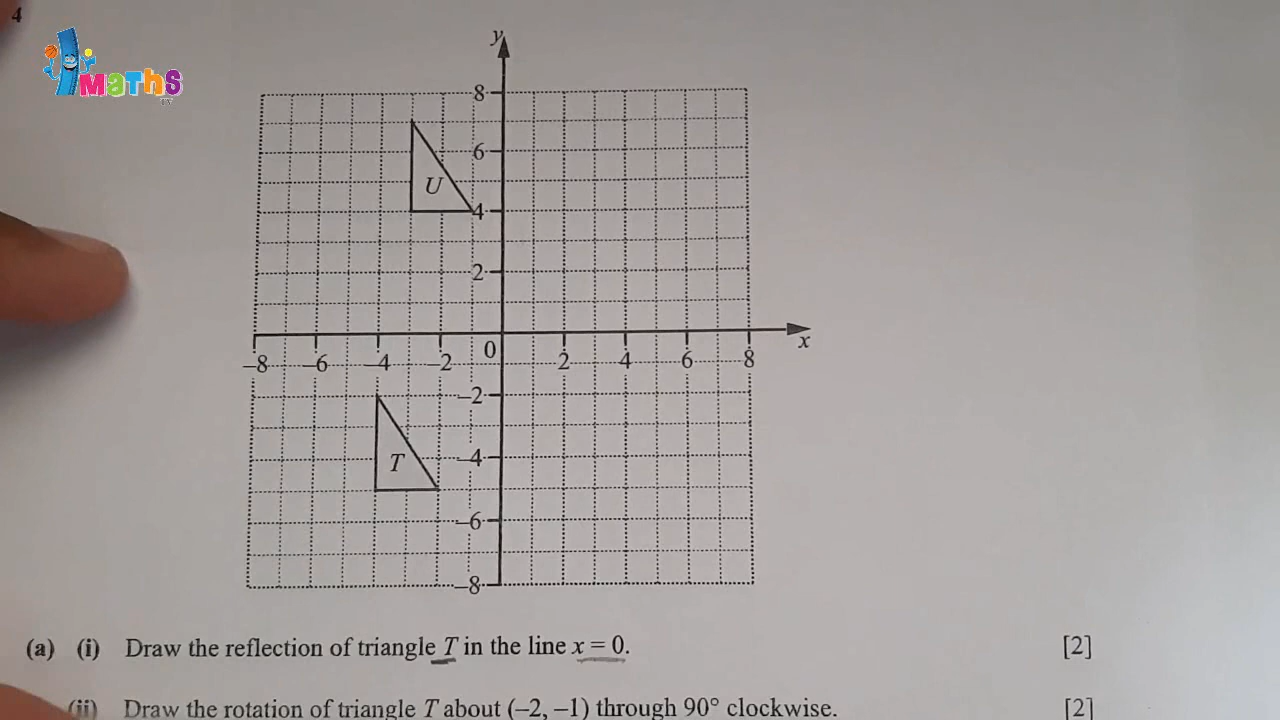 4
MATHS
y
8
6
U
4
2
0
x
–8 –6 –4 –2 2 4 6 8
–2
T
–4
–6
–8
(a) (i) Draw the reflection of triangle T in the line x = 0. [2]
(ii) Draw the rotation of triangle T about (–2, –1) through 90° clockwise. [2]